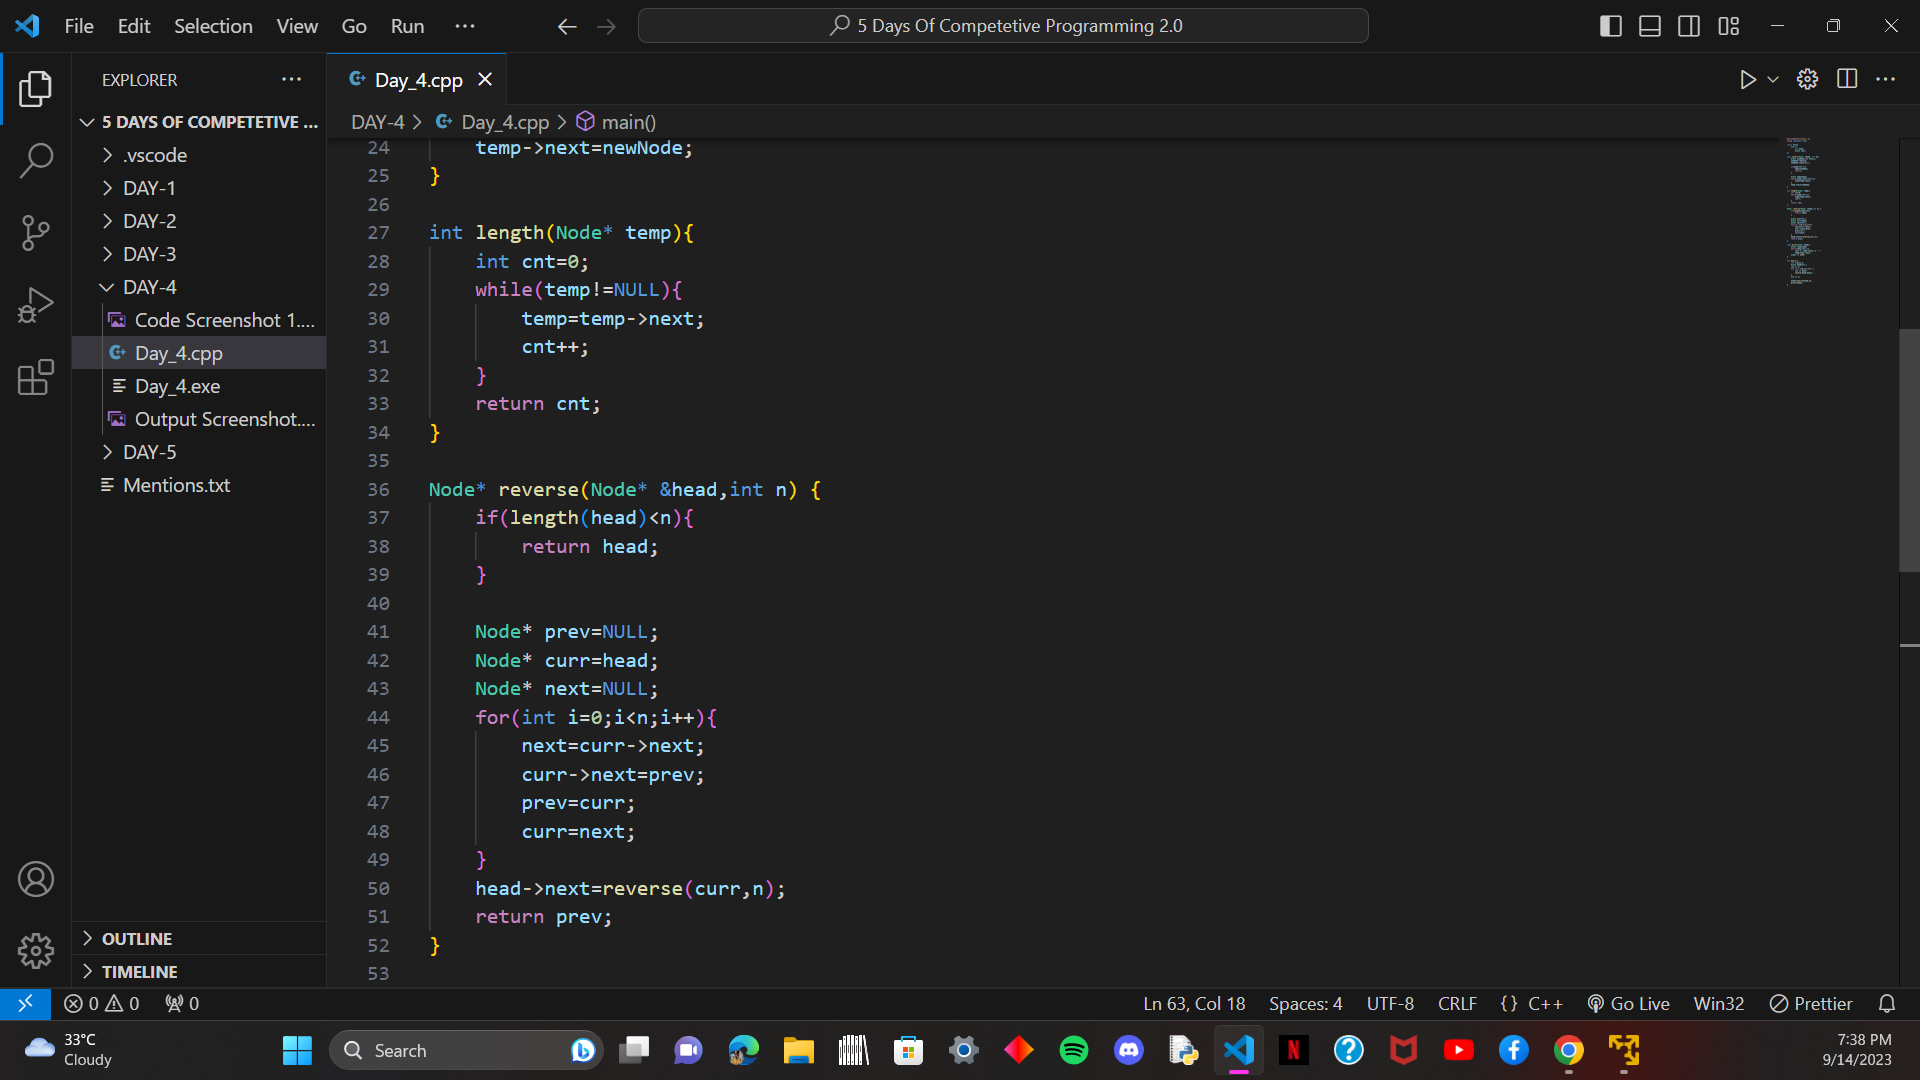 File Edit Selection View Go Run ···
5 Days Of Competetive Programming 2.0
EXPLORER
5 DAYS OF COMPETETIVE ...
.vscode
DAY-1
DAY-2
DAY-3
DAY-4
Code Screenshot 1....
Day_4.cpp
Day_4.exe
Output Screenshot....
DAY-5
Mentions.txt
OUTLINE
TIMELINE
Day_4.cpp
DAY-4 > Day_4.cpp > main()
24 temp->next=newNode;
25 }
26
27 int length(Node* temp){
28 int cnt=0;
29 while(temp!=NULL){
30 temp=temp->next;
31 cnt++;
32 }
33 return cnt;
34 }
35
36 Node* reverse(Node* &head,int n) {
37 if(length(head)<n){
38 return head;
39 }
40
41 Node* prev=NULL;
42 Node* curr=head;
43 Node* next=NULL;
44 for(int i=0;i<n;i++){
45 next=curr->next;
46 curr->next=prev;
47 prev=curr;
48 curr=next;
49 }
50 head->next=reverse(curr,n);
51 return prev;
52 }
53
0 0 0 Ln 63, Col 18 Spaces: 4 UTF-8 CRLF {} C++ Go Live Win32 Prettier
33°C
Cloudy
Search
7:38 PM
9/14/2023